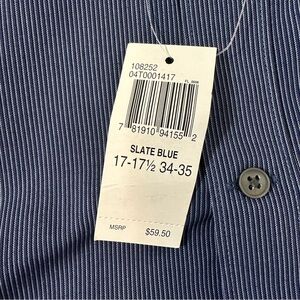 108252
04T0001417
7 81910 94155 2
SLATE BLUE
17-17½ 34-35
MSRP $59.50